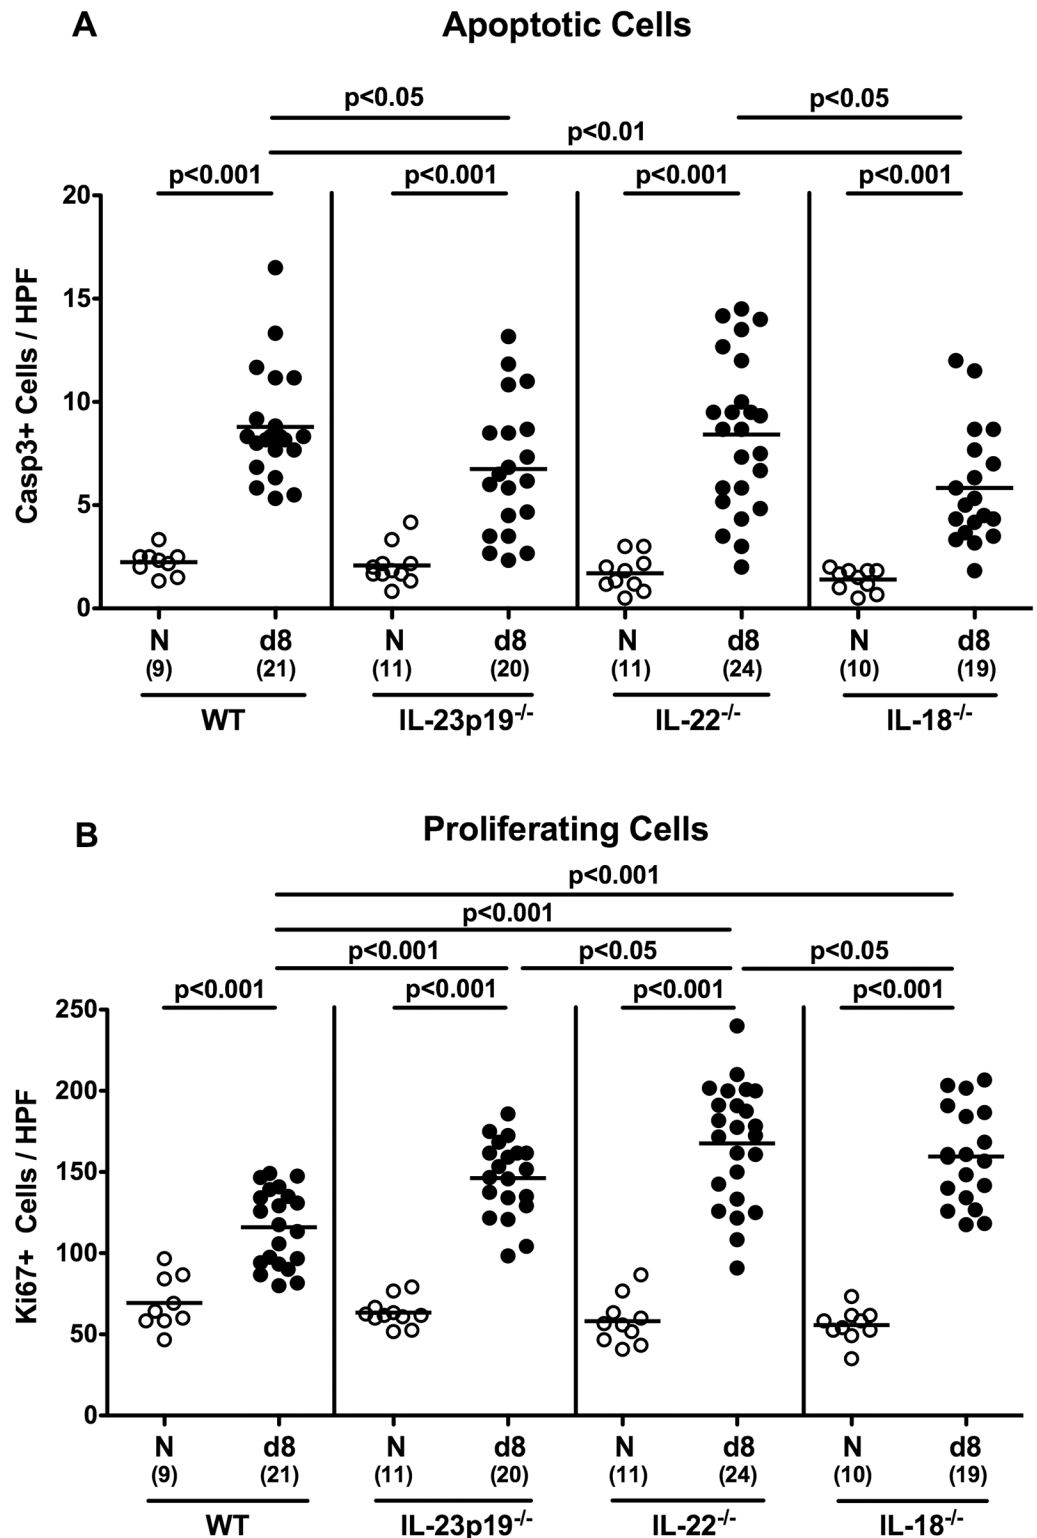 A
Apoptotic Cells
p<0.05 p<0.05
p<0.01
p<0.001 p<0.001 p<0.001 p<0.001
Casp3+ Cells / HPF
20
15
10
5
0
N d8 N d8 N d8 N d8
(9) (21) (11) (20) (11) (24) (10) (19)
WT IL-23p19-/- IL-22-/- IL-18-/-
B
Proliferating Cells
p<0.001
p<0.001
p<0.001 p<0.05 p<0.05
p<0.001 p<0.001 p<0.001 p<0.001
Ki67+ Cells / HPF
250
200
150
100
50
0
N d8 N d8 N d8 N d8
(9) (21) (11) (20) (11) (24) (10) (19)
WT IL-23p19-/- IL-22-/- IL-18-/-